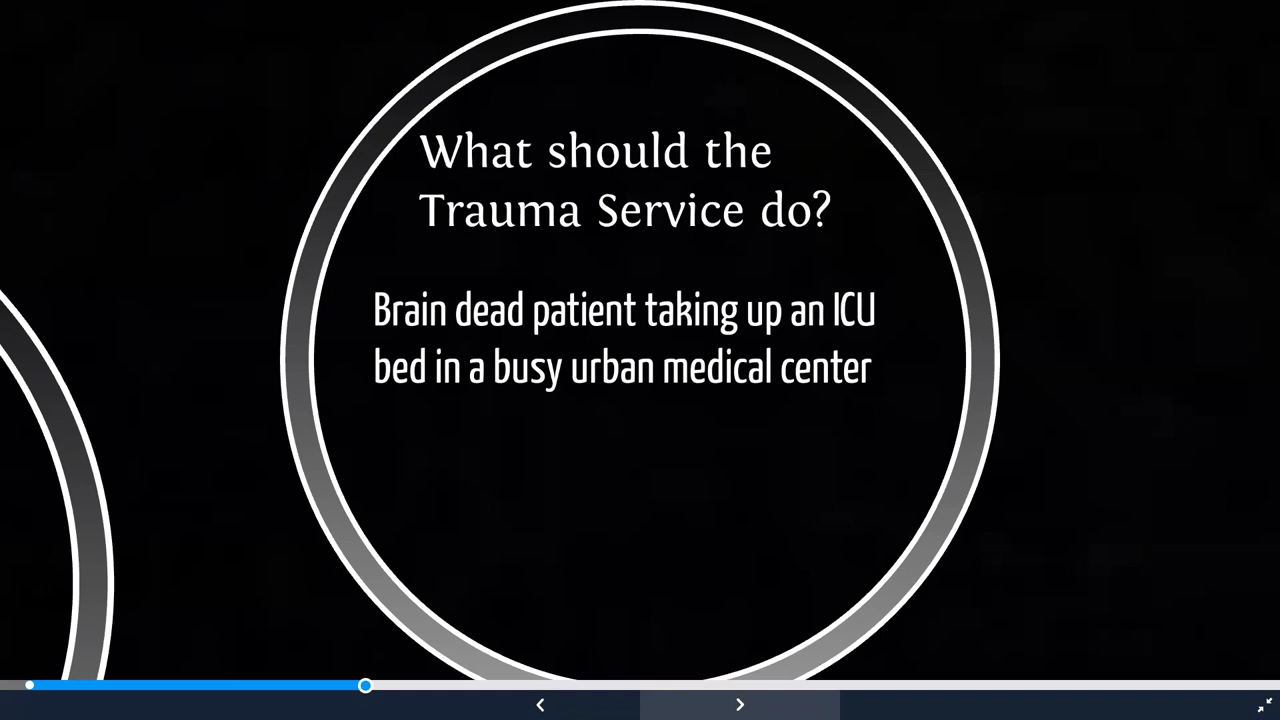 What should the
Trauma Service do?
Brain dead patient taking up an ICU
bed in a busy urban medical center